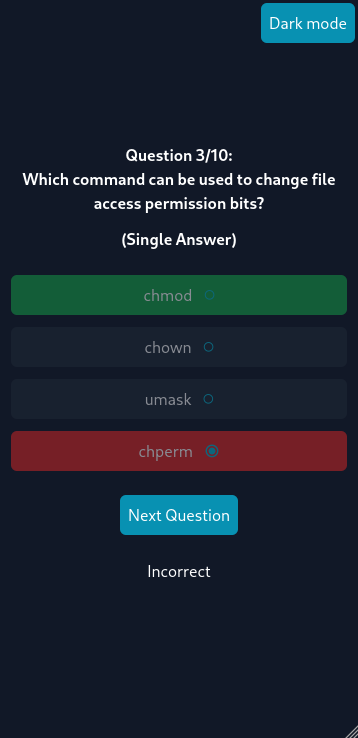 Dark mode
Question 3/10:
Which command can be used to change file
access permission bits?
(Single Answer)
chmod
chown
umask
chperm
Next Question
Incorrect